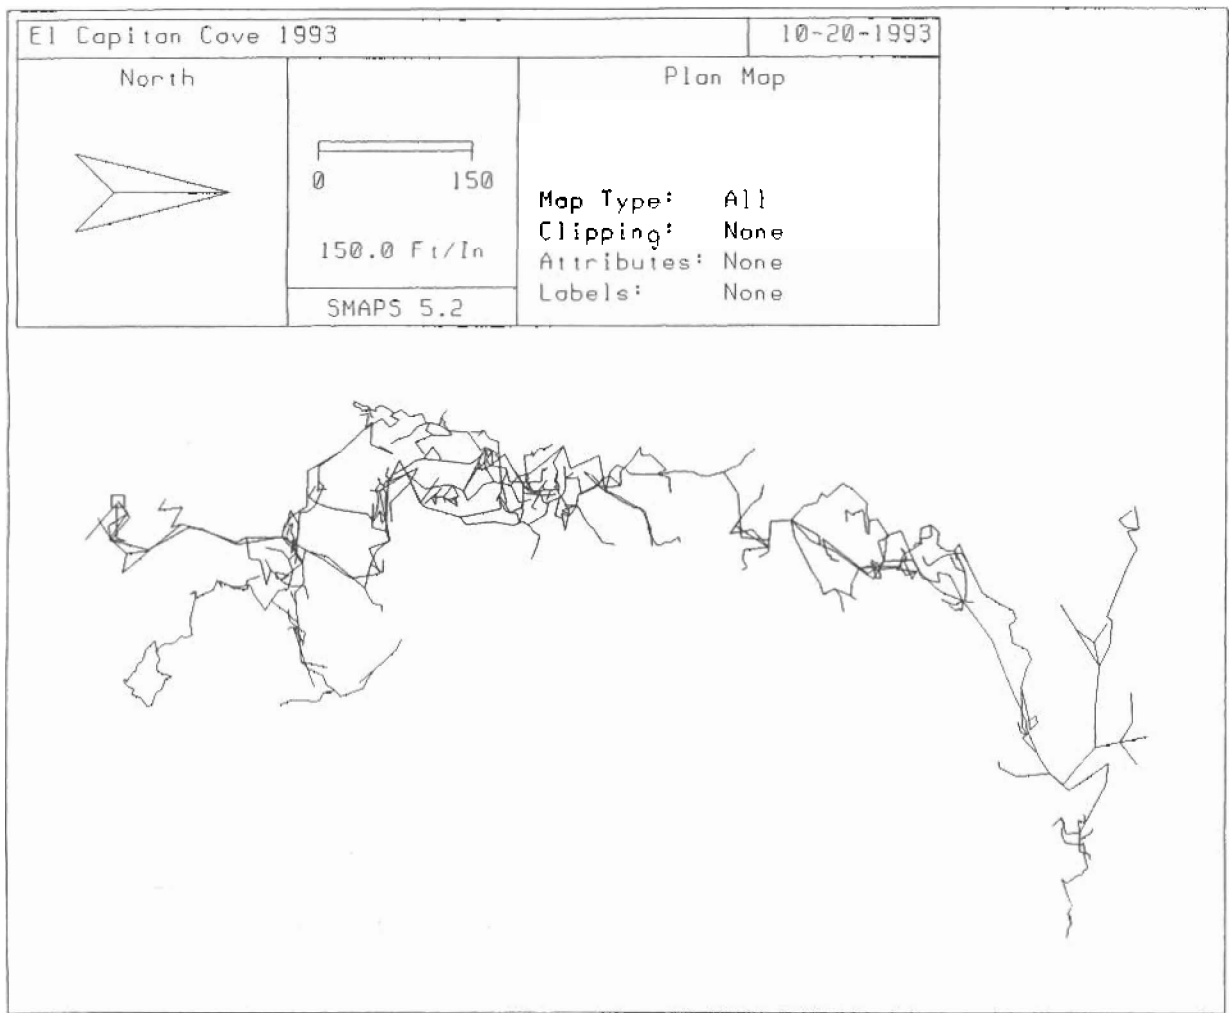 El Capitan Cave 1993
10-20-1993
North
0 150
150.0 Ft/In
SMAPS 5.2
Plan Map
Map Type: All
Clipping: None
Attributes: None
Labels: None